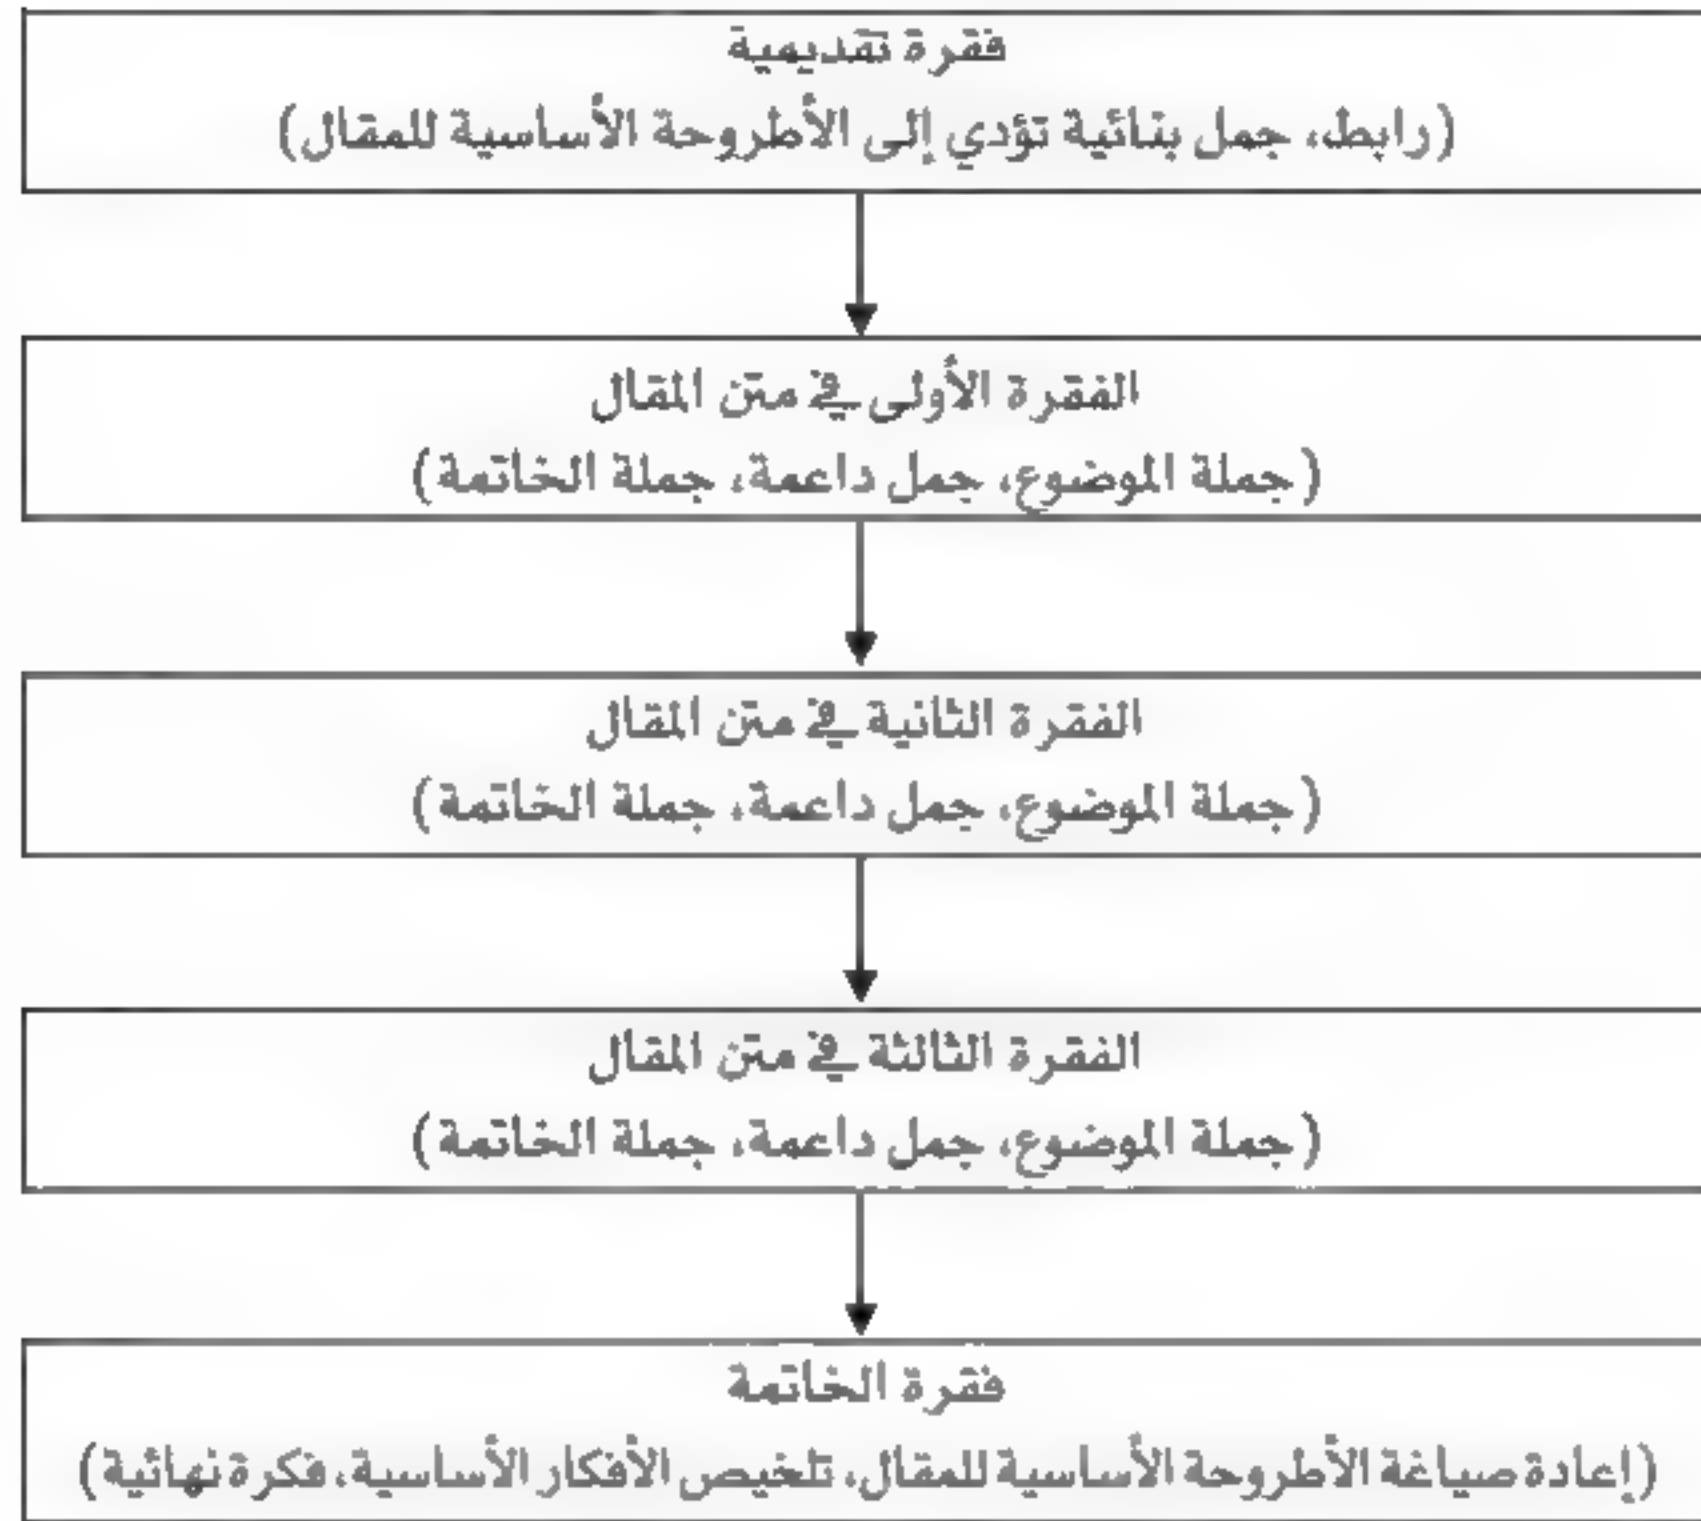 فقرة تقديمية
(رابط، جمل بنائية تؤدي إلى الأطروحة الأساسية للمقال)
الفقرة الأولى في متن المقال
(جملة الموضوع، جمل داعمة، جملة الخاتمة)
الفقرة الثانية في متن المقال
(جملة الموضوع، جمل داعمة، جملة الخاتمة)
الفقرة الثالثة في متن المقال
(جملة الموضوع، جمل داعمة، جملة الخاتمة)
فقرة الخاتمة
(إعادة صياغة الأطروحة الأساسية للمقال، تلخيص الأفكار الأساسية، فكرة نهائية)